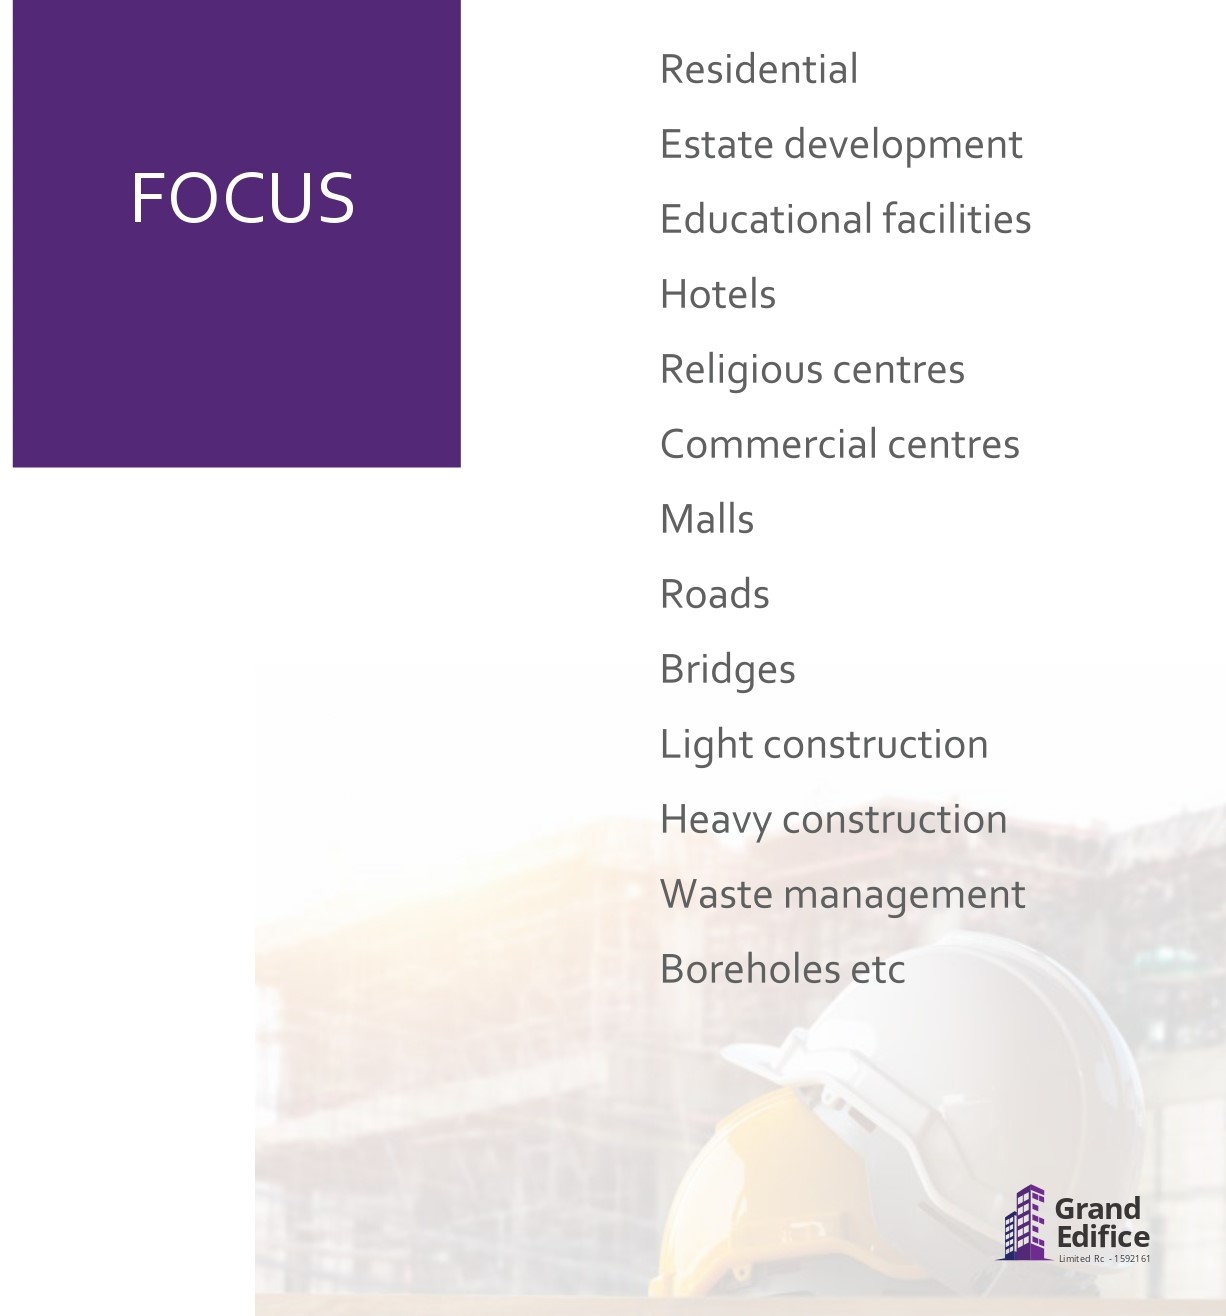 FOCUS
Residential
Estate development
Educational facilities
Hotels
Religious centres
Commercial centres
Malls
Roads
Bridges
Light construction
Heavy construction
Waste management
Boreholes etc
Grand
Edifice
Limited Rc - 1592161